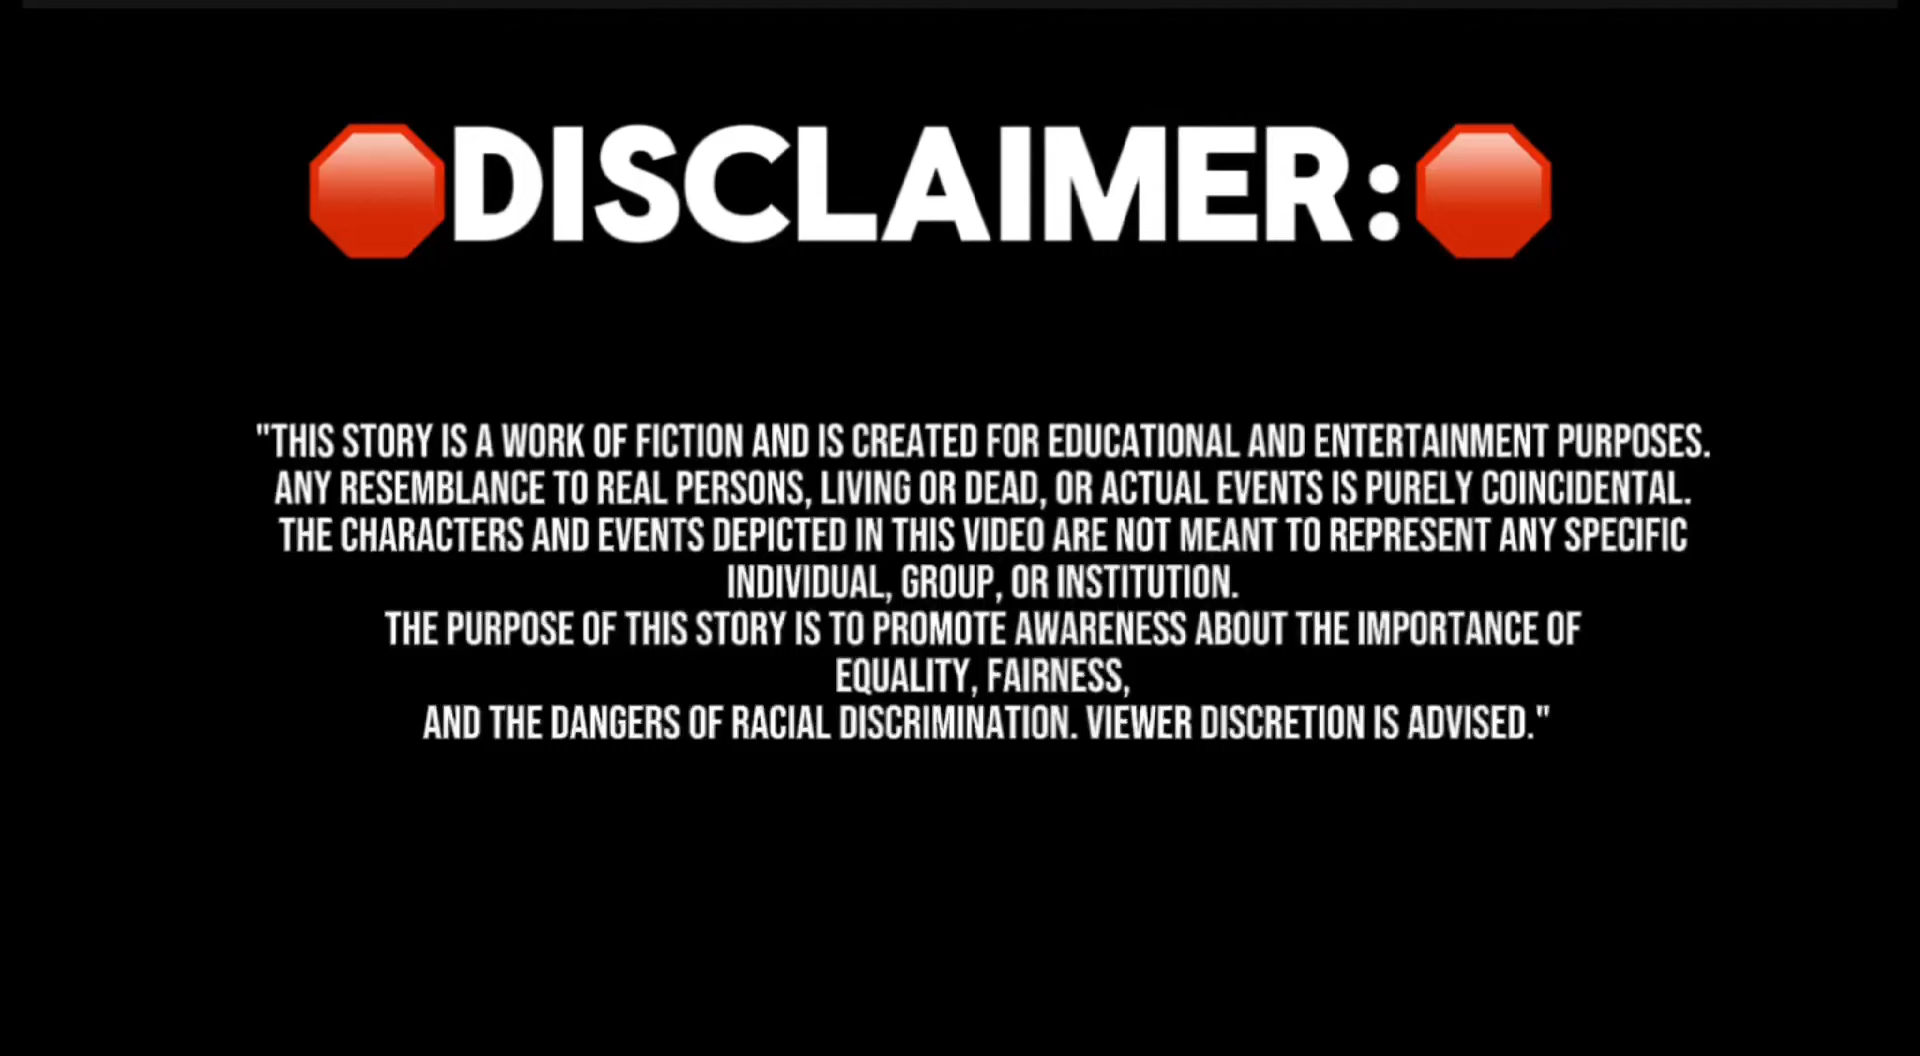 🛑DISCLAIMER:🛑
"THIS STORY IS A WORK OF FICTION AND IS CREATED FOR EDUCATIONAL AND ENTERTAINMENT PURPOSES.
ANY RESEMBLANCE TO REAL PERSONS, LIVING OR DEAD, OR ACTUAL EVENTS IS PURELY COINCIDENTAL.
THE CHARACTERS AND EVENTS DEPICTED IN THIS VIDEO ARE NOT MEANT TO REPRESENT ANY SPECIFIC
INDIVIDUAL, GROUP, OR INSTITUTION.
THE PURPOSE OF THIS STORY IS TO PROMOTE AWARENESS ABOUT THE IMPORTANCE OF
EQUALITY, FAIRNESS,
AND THE DANGERS OF RACIAL DISCRIMINATION. VIEWER DISCRETION IS ADVISED."